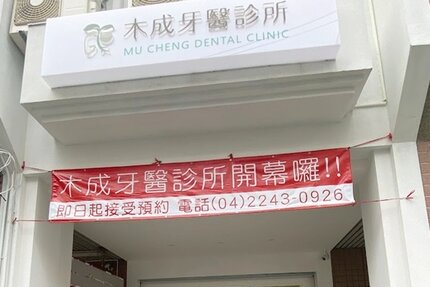 木成牙醫診所
MU CHENG DENTAL CLINIC
木成牙醫診所開幕囉!!
即日起接受預約 電話(04)2243-0926